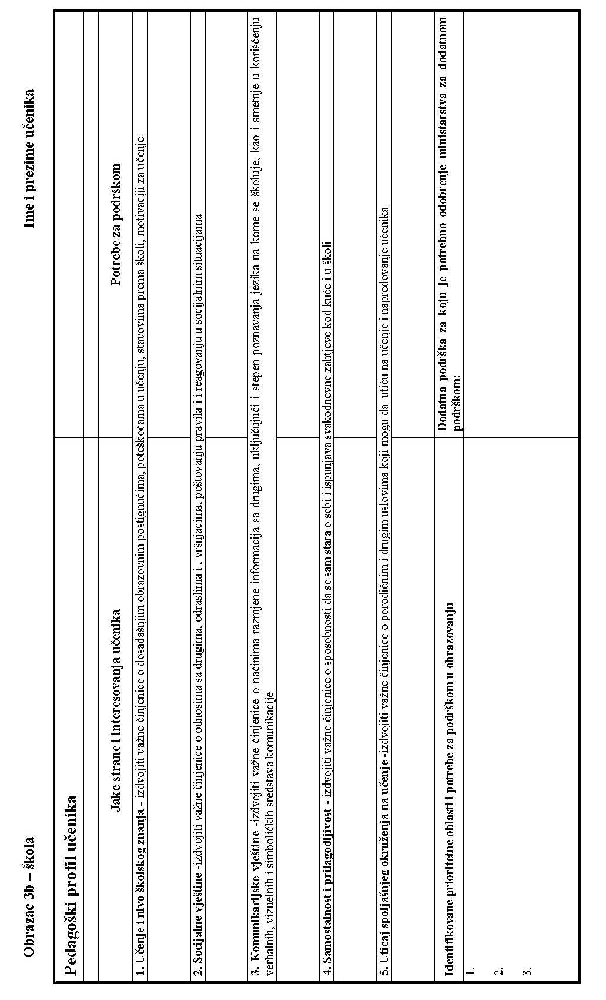 Obrazac 3b – škola
Ime i prezime učenika
Pedagoški profil učenika
Jake strane i interesovanja učenika
Potrebe za podrškom
1. Učenje i nivo školskog znanja - izdvojiti važne činjenice o dosadašnjim obrazovnim postignućima, poteškoćama u učenju, stavovima prema školi, motivaciji za učenje
2. Socijalne vještine -izdvojiti važne činjenice o odnosima sa drugima, odraslima i , vršnjacima, poštovanju pravila i i reagovanju u socijalnim situacijama
3. Komunikacijske vještine -izdvojiti važne činjenice o načinima razmjene informacija sa drugima, uključujući i stepen poznavanja jezika na kome se školuje, kao i smetnje u korišćenju
verbalnih, vizuelnih i simboličkih sredstava komunikacije
4. Samostalnost i prilagodljivost - izdvojiti važne činjenice o sposobnosti da se sam stara o sebi i ispunjava svakodnevne zahtjeve kod kuće i u školi
5. Uticaj spoljašnjeg okruženja na učenje -izdvojiti važne činjenice o porodičnim i drugim uslovima koji mogu da utiču na učenje i napredovanje učenika
Identifikovane prioritetne oblasti i potrebe za podrškom u obrazovanju
Dodatna podrška za koju je potrebno odobrenje ministarstva za dodatnom
podrškom:
1.
2.
3.